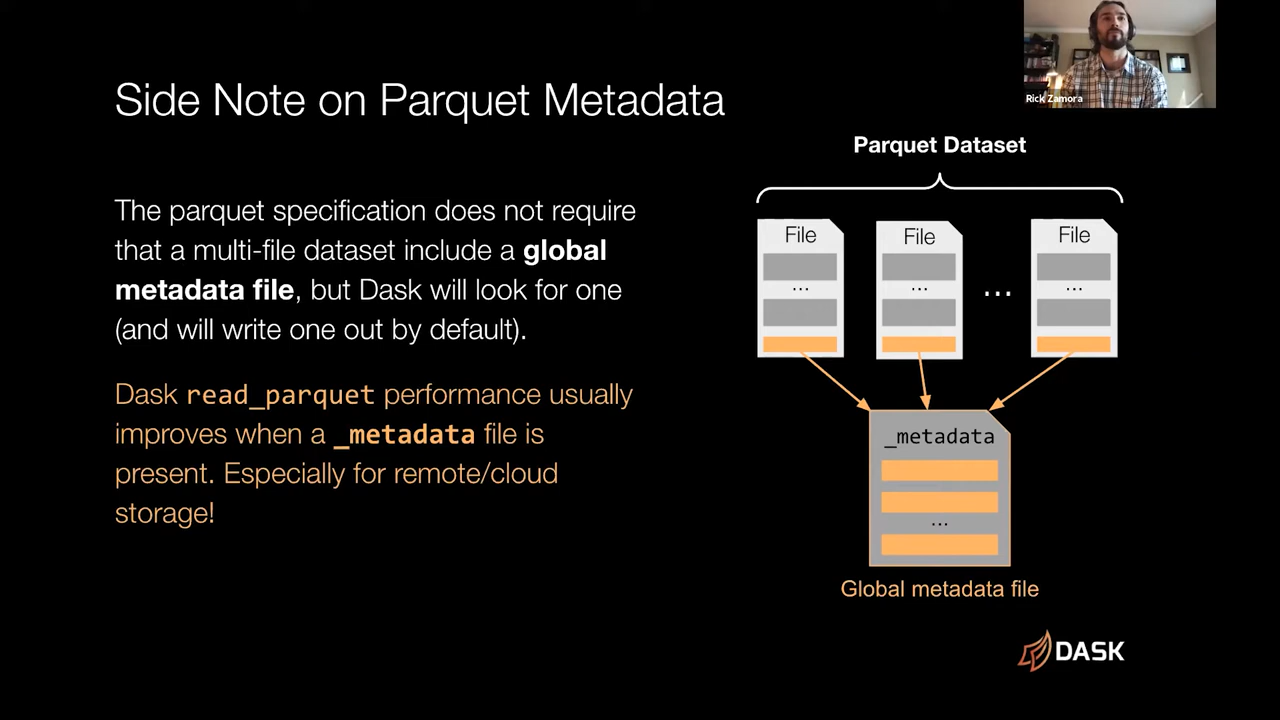 Rick Zamora
Side Note on Parquet Metadata
The parquet specification does not require
that a multi-file dataset include a global
metadata file, but Dask will look for one
(and will write one out by default).
Dask read_parquet performance usually
improves when a _metadata file is
present. Especially for remote/cloud
storage!
Parquet Dataset
File
...
File
...
...
File
...
_metadata
...
Global metadata file
DASK